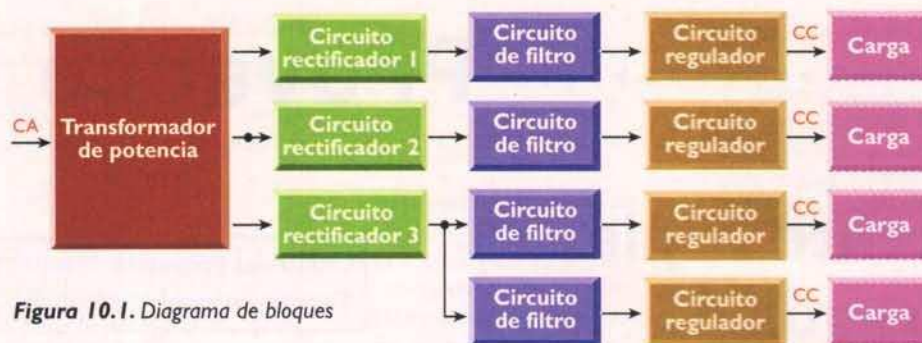 CA
Transformador
de potencia
Circuito
rectificador 1
Circuito
de filtro
Circuito
regulador
CC
Carga
Circuito
rectificador 2
Circuito
de filtro
Circuito
regulador
CC
Carga
Circuito
rectificador 3
Circuito
de filtro
Circuito
regulador
CC
Carga
Circuito
de filtro
Circuito
regulador
CC
Carga
Figura 10.1. Diagrama de bloques